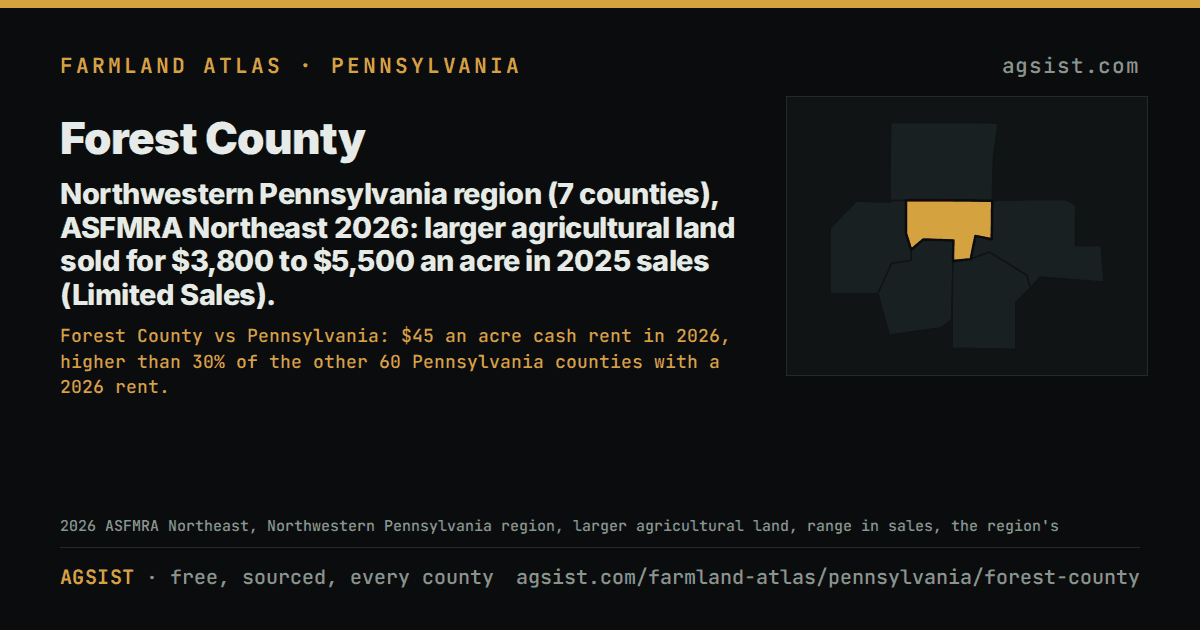 FARMLAND ATLAS · PENNSYLVANIA
agsist.com
Forest County
Northwestern Pennsylvania region (7 counties),
ASFMRA Northeast 2026: larger agricultural land
sold for $3,800 to $5,500 an acre in 2025 sales
(Limited Sales).
Forest County vs Pennsylvania: $45 an acre cash rent in 2026,
higher than 30% of the other 60 Pennsylvania counties with a
2026 rent.
2026 ASFMRA Northeast, Northwestern Pennsylvania region, larger agricultural land, range in sales, the region's
AGSIST · free, sourced, every county
agsist.com/farmland-atlas/pennsylvania/forest-county